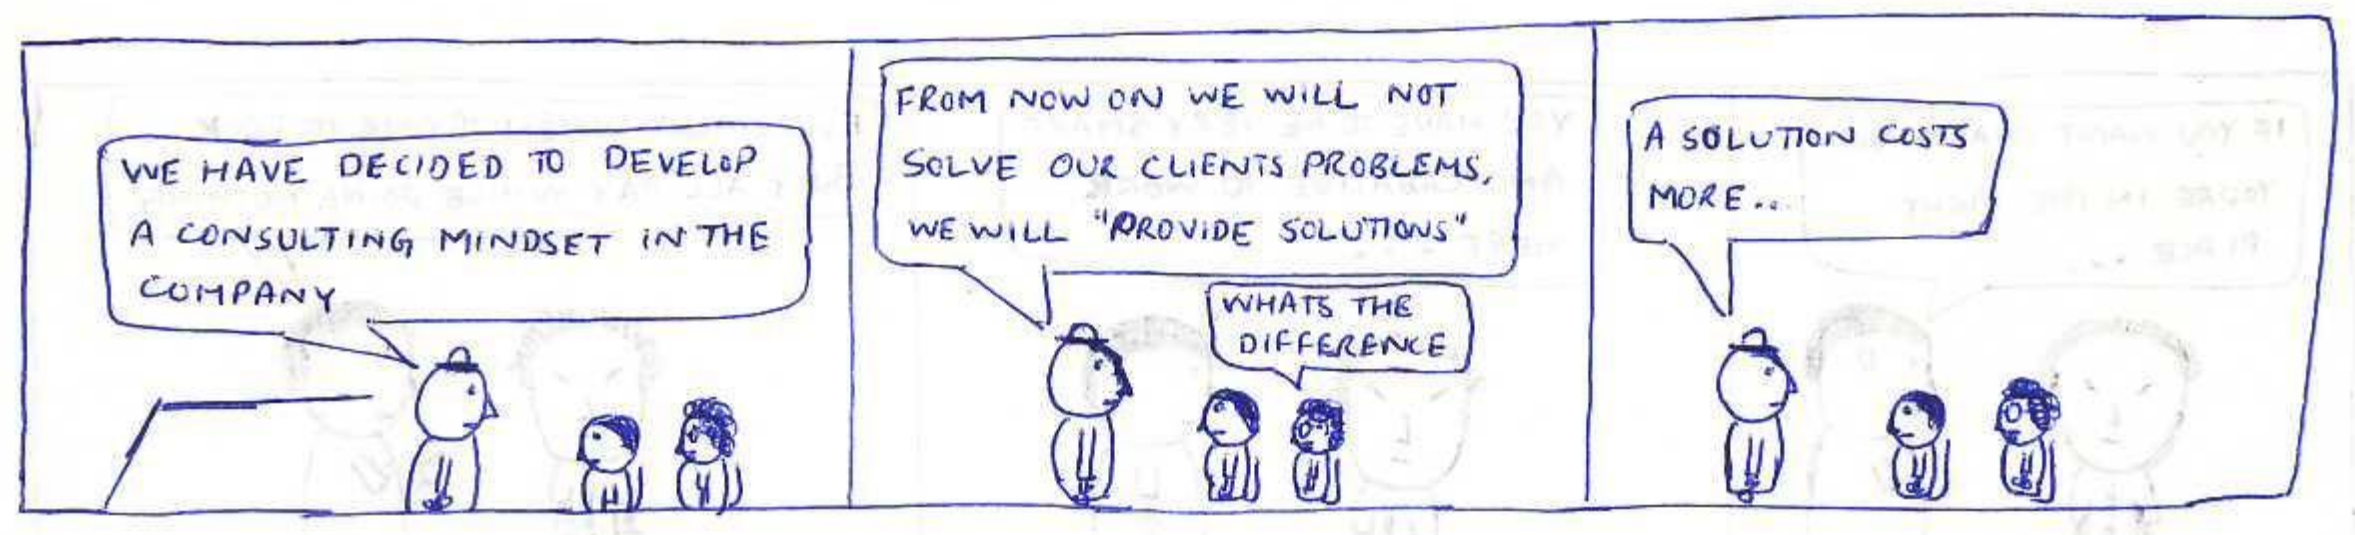 WE HAVE DECIDED TO DEVELOP
A CONSULTING MINDSET IN THE
COMPANY
FROM NOW ON WE WILL NOT
SOLVE OUR CLIENTS PROBLEMS.
WE WILL "PROVIDE SOLUTIONS"
WHATS THE
DIFFERENCE
A SOLUTION COSTS
MORE...